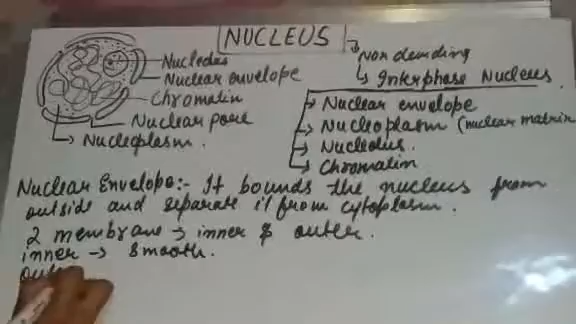 NUCLEUS
Non dividing
Interphase Nucleus.
Nucleolus
Nuclear envelope
Chromatin
Nuclear pore
Nucleoplasm.
Nuclear envelope
Nucleoplasm (nuclear matrix
Nucleolus.
Chromatin
Nuclear Envelope:- It bounds the nucleus from
outside and separate it from cytoplasm.
2 membrane → inner & outer.
inner → smooth.
oute